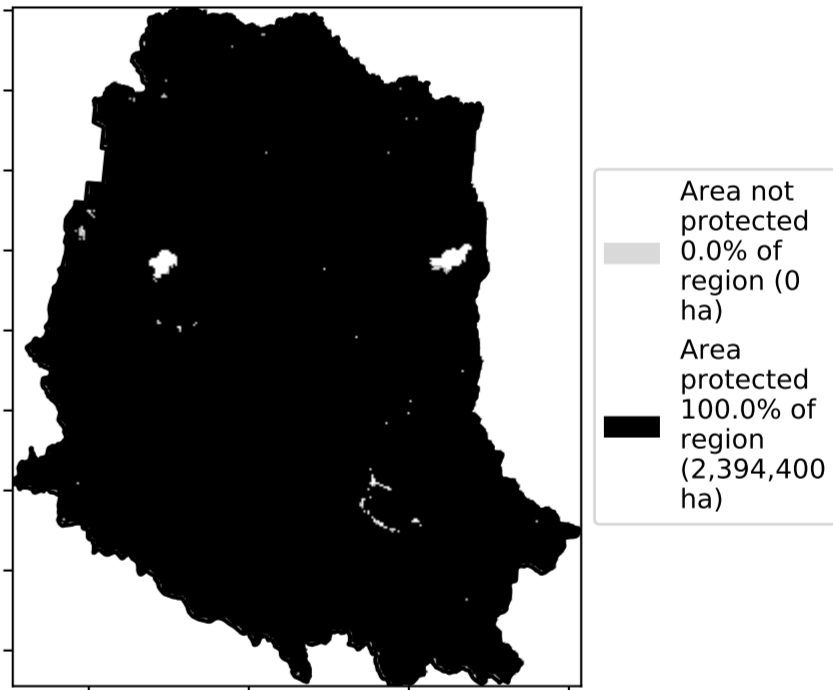 Area not
protected
0.0% of
region (0
ha)
Area
protected
100.0% of
region
(2,394,400
ha)